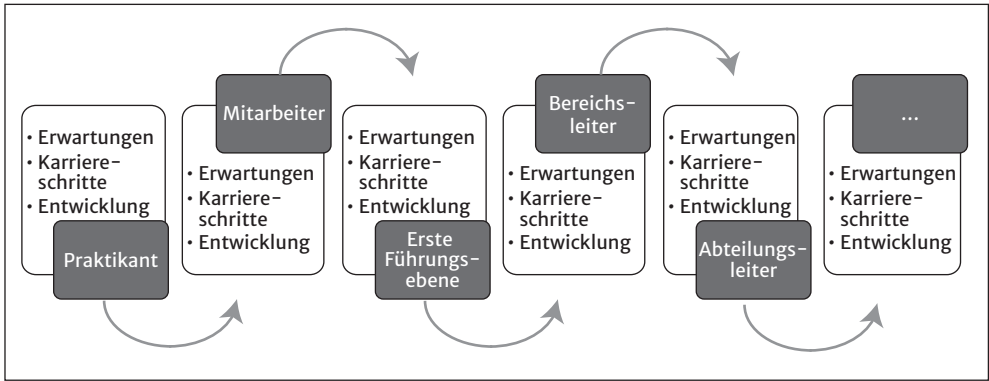 • Erwartungen
• Karriere-
schritte
• Entwicklung
Praktikant
Mitarbeiter
• Erwartungen
• Karriere-
schritte
• Entwicklung
• Erwartungen
• Karriere-
schritte
• Entwicklung
Erste
Führungs-
ebene
Bereichs-
leiter
• Erwartungen
• Karriere-
schritte
• Entwicklung
• Erwartungen
• Karriere-
schritte
• Entwicklung
Abteilungs-
leiter
...
• Erwartungen
• Karriere-
schritte
• Entwicklung